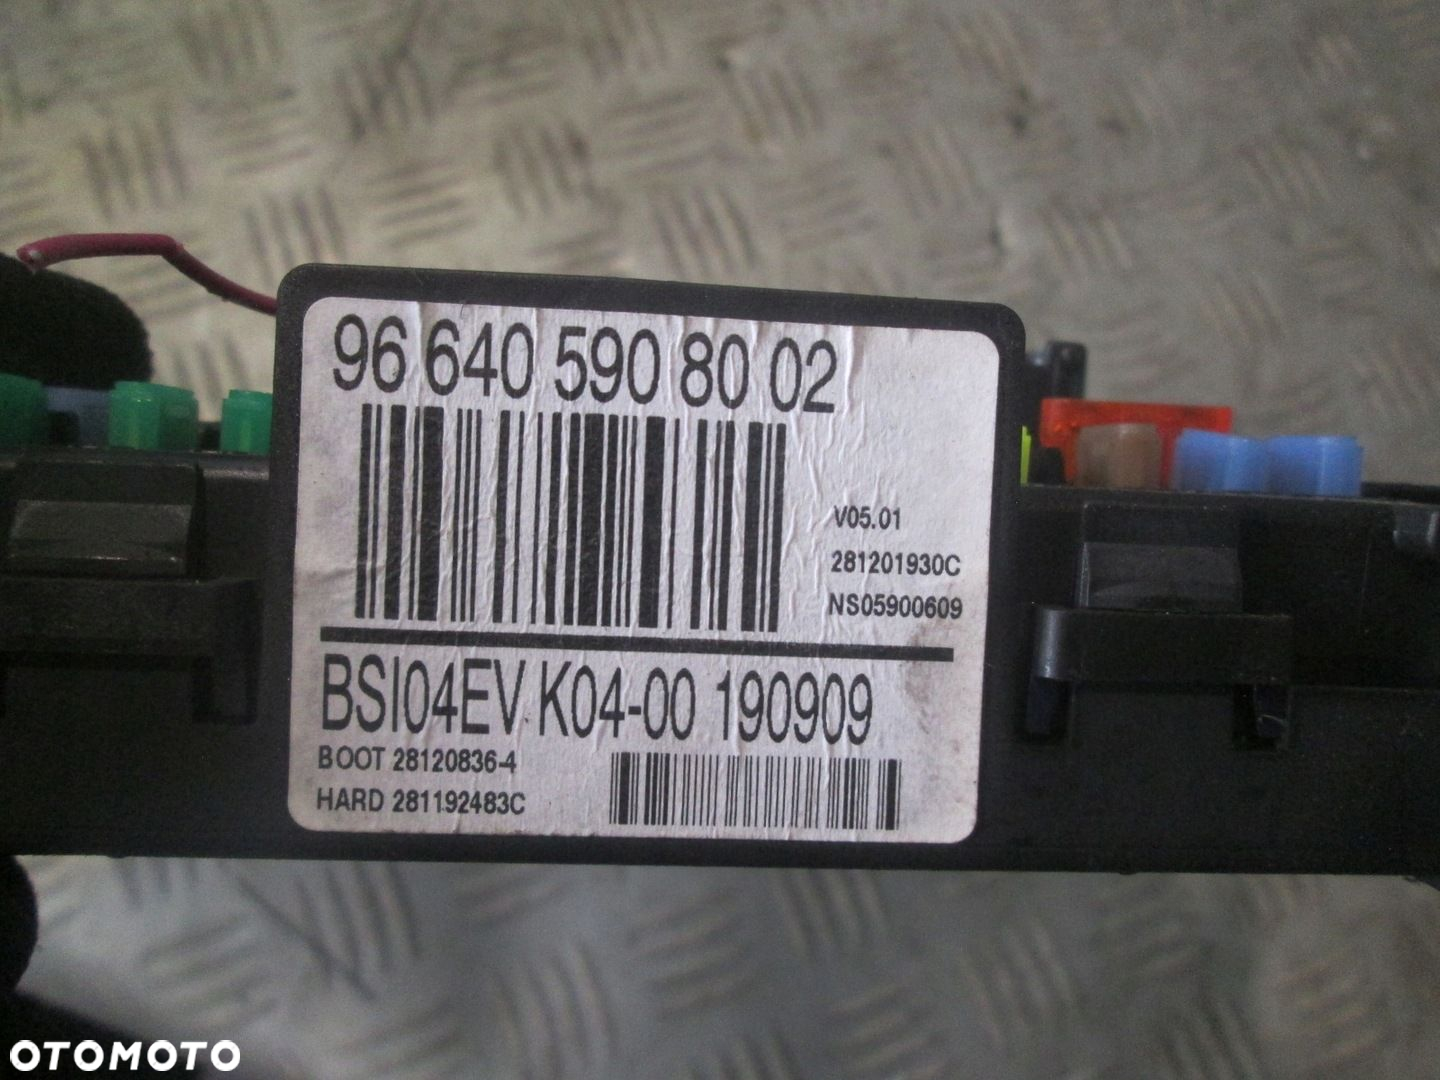 96 640 590 80 02
V05.01
281201930C
NS05900609
BSI04EV K04-00 190909
BOOT 28120836-4
HARD 281192483C
OTOMOTO